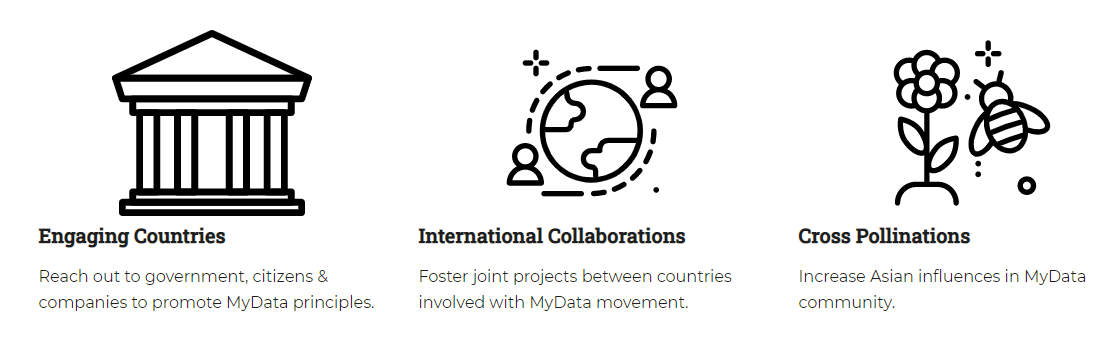 Engaging Countries
Reach out to government, citizens &
companies to promote MyData principles.
International Collaborations
Foster joint projects between countries
involved with MyData movement.
Cross Pollinations
Increase Asian influences in MyData
community.